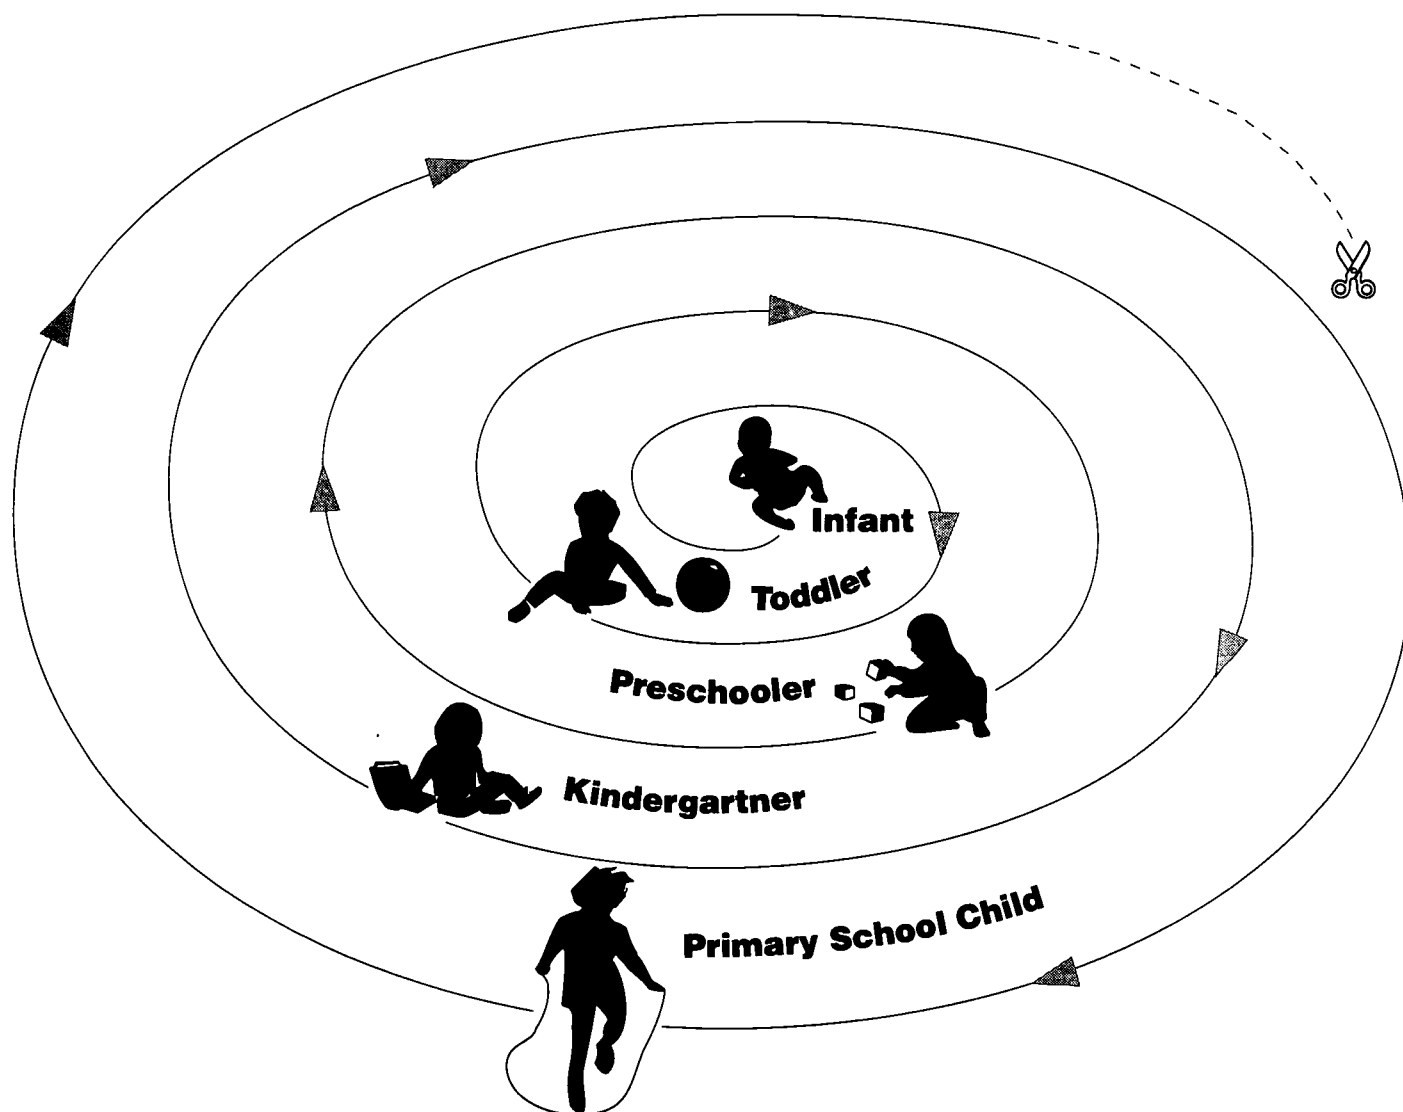 Infant
Toddler
Preschooler
Kindergartner
Primary School Child